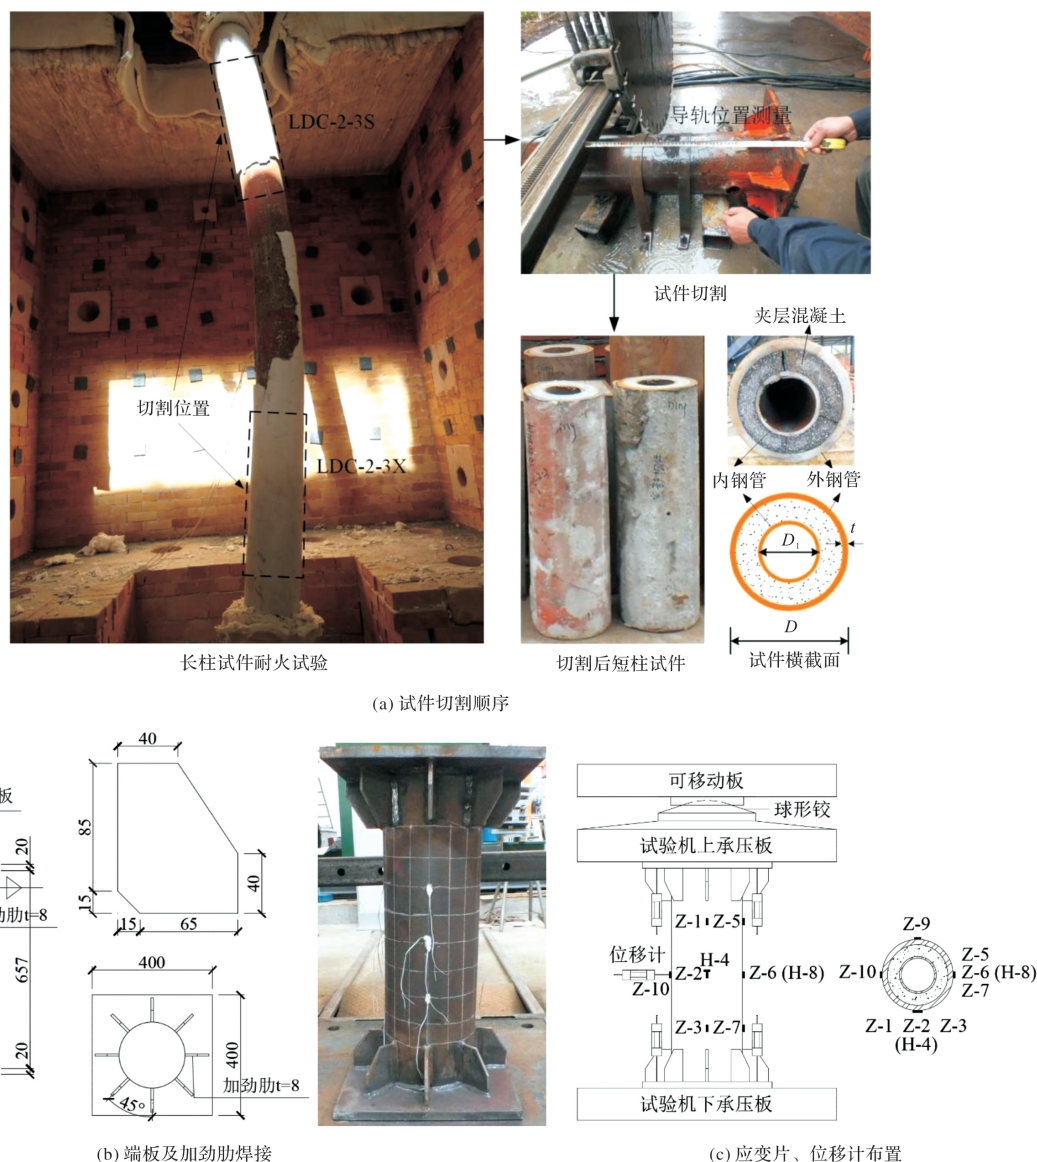 LDC-2-3S
切割位置
LDC-2-3X
长柱试件耐火试验
导轨位置测量
试件切割
切割后短柱试件
夹层混凝土
内钢管
外钢管
t
D₁
D
试件横截面
(a) 试件切割顺序
板
20
加劲肋t=8
657
20
40
85
15
15
65
40
400
400
加劲肋t=8
45°
(b) 端板及加劲肋焊接
可移动板
球形铰
试验机上承压板
Z-1
Z-5
位移计
H-4
Z-2
Z-6 (H-8)
Z-10
Z-3
Z-7
试验机下承压板
Z-9
Z-10
Z-5
Z-6 (H-8)
Z-7
Z-1 Z-2 Z-3
(H-4)
(c) 应变片、位移计布置